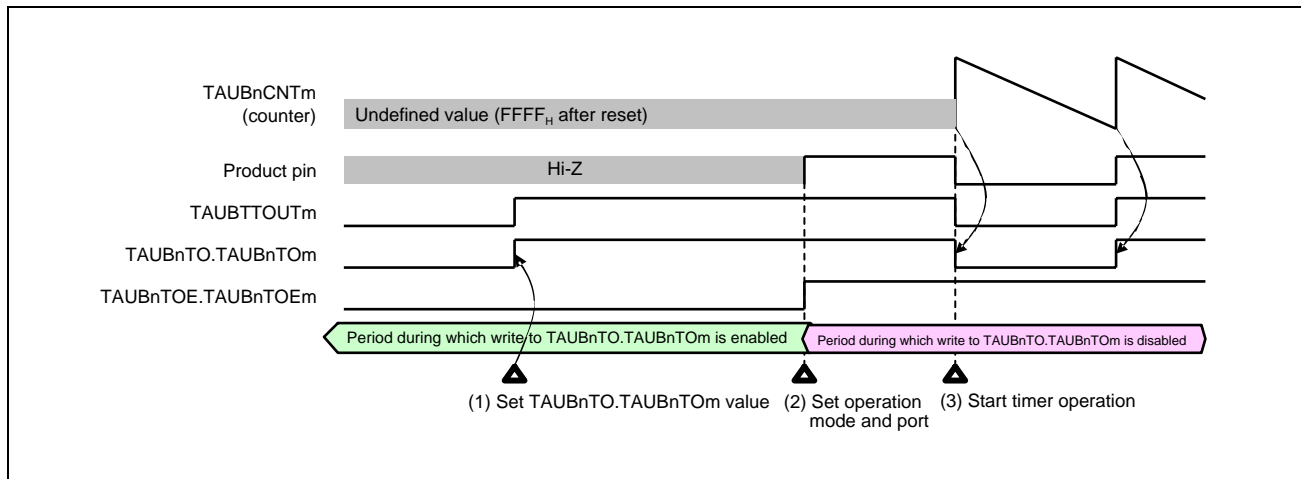 TAUBnCNTm
(counter)
Undefined value (FFFFH after reset)
Product pin
Hi-Z
TAUBTTOUTm
TAUBnTO.TAUBnTOm
TAUBnTOE.TAUBnTOEm
Period during which write to TAUBnTO.TAUBnTOm is enabled
Period during which write to TAUBnTO.TAUBnTOm is disabled
(1) Set TAUBnTO.TAUBnTOm value
(2) Set operation
mode and port
(3) Start timer operation